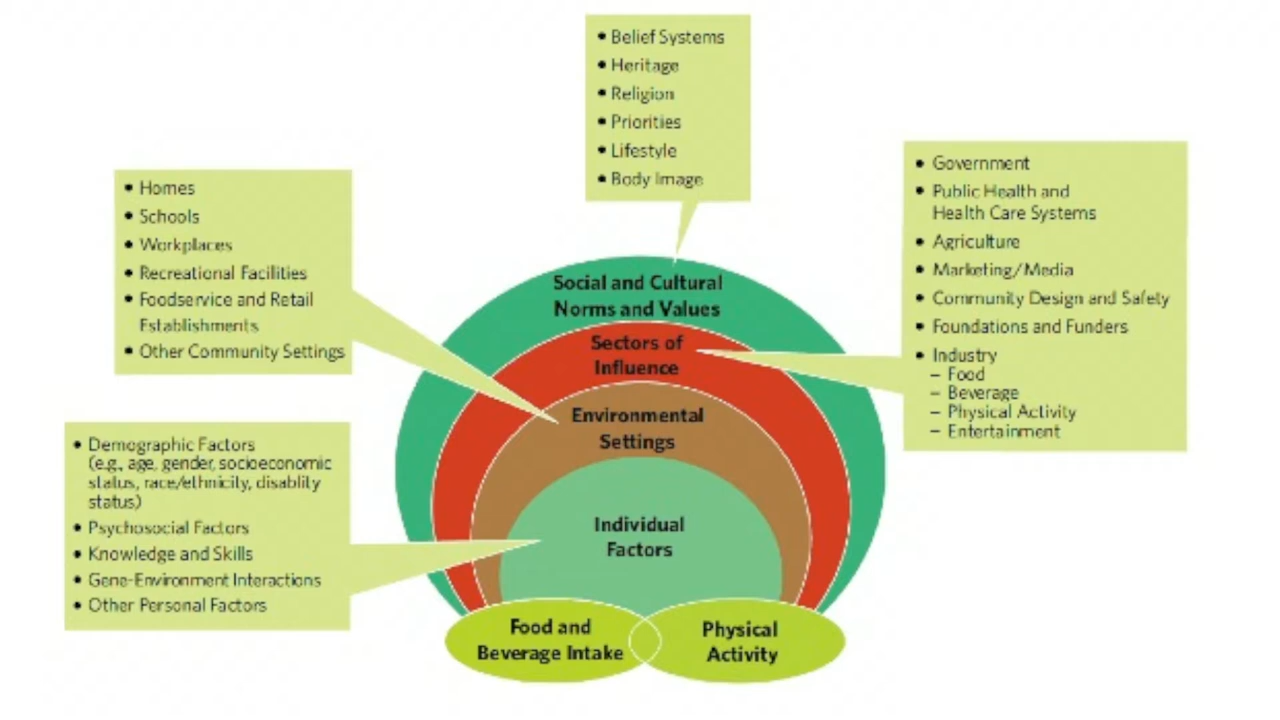 • Belief Systems
• Heritage
• Religion
• Priorities
• Lifestyle
• Body Image
• Homes
• Schools
• Workplaces
• Recreational Facilities
• Foodservice and Retail
Establishments
• Other Community Settings
• Government
• Public Health and
Health Care Systems
• Agriculture
• Marketing/Media
• Community Design and Safety
• Foundations and Funders
• Industry
– Food
– Beverage
– Physical Activity
– Entertainment
• Demographic Factors
(e.g., age, gender, socioeconomic
status, race/ethnicity, disablity
status)
• Psychosocial Factors
• Knowledge and Skills
• Gene-Environment Interactions
• Other Personal Factors
Social and Cultural
Norms and Values
Sectors of
Influence
Environmental
Settings
Individual
Factors
Food and
Beverage Intake
Physical
Activity